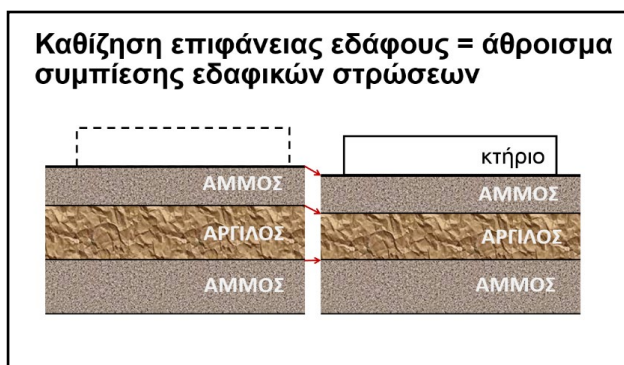 Καθίζηση επιφάνειας εδάφους = άθροισμα
συμπίεσης εδαφικών στρώσεων
κτήριο
ΑΜΜΟΣ
ΑΜΜΟΣ
ΑΡΓΙΛΟΣ
ΑΡΓΙΛΟΣ
ΑΜΜΟΣ
ΑΜΜΟΣ